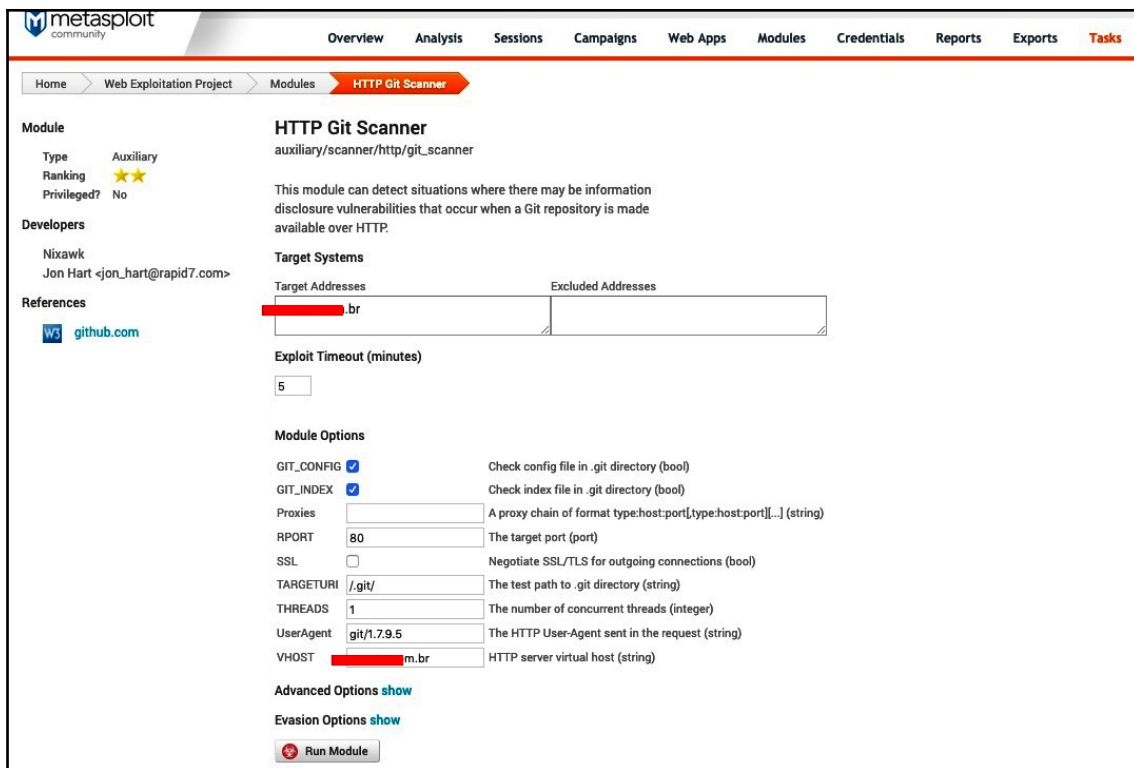 metasploit
community
Overview Analysis Sessions Campaigns Web Apps Modules Credentials Reports Exports Tasks
Home Web Exploitation Project Modules HTTP Git Scanner
Module
Type Auxiliary
Ranking
Privileged? No
Developers
Nixawk
Jon Hart <jon_hart@rapid7.com>
References
W3 github.com
HTTP Git Scanner
auxiliary/scanner/http/git_scanner
This module can detect situations where there may be information
disclosure vulnerabilities that occur when a Git repository is made
available over HTTP.
Target Systems
Target Addresses Excluded Addresses
.br
Exploit Timeout (minutes)
5
Module Options
GIT_CONFIG Check config file in .git directory (bool)
GIT_INDEX Check index file in .git directory (bool)
Proxies A proxy chain of format type:host:port[,type:host:port][...] (string)
RPORT 80 The target port (port)
SSL Negotiate SSL/TLS for outgoing connections (bool)
TARGETURI /.git/ The test path to .git directory (string)
THREADS 1 The number of concurrent threads (integer)
UserAgent git/1.7.9.5 The HTTP User-Agent sent in the request (string)
VHOST m.br HTTP server virtual host (string)
Advanced Options show
Evasion Options show
Run Module